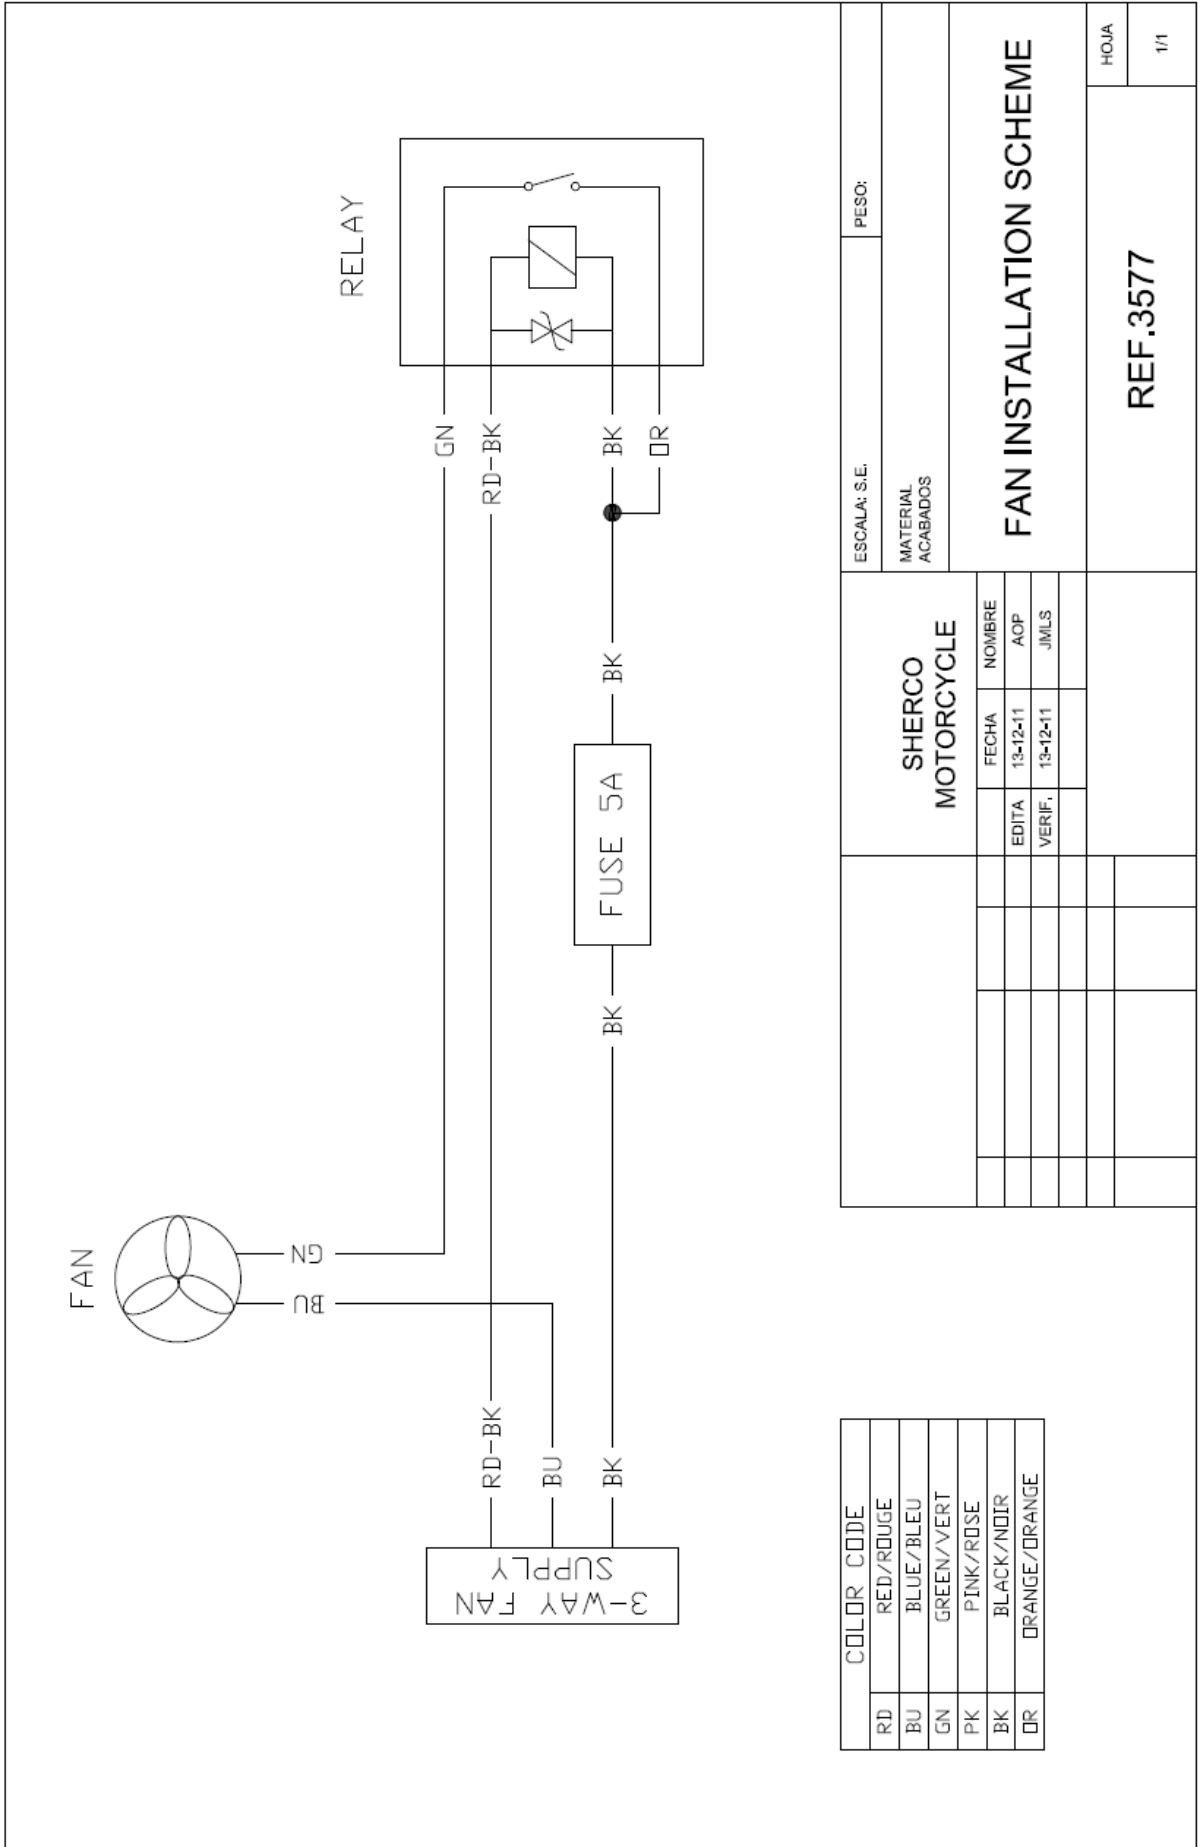 FAN
GN
BU
RELAY
GN
RD-BK
BK
OR
RD-BK
BU
BK
3-WAY FAN
SUPPLY
BK
FUSE 5A
BK
COLOR CODE
RD RED/ROUGE
BU BLUE/BLEU
GN GREEN/VERT
PK PINK/ROSE
BK BLACK/NOIR
OR ORANGE/ORANGE
SHERCO
MOTORCYCLE
FECHA NOMBRE
EDITA 13-12-11 AOP
VERIF. 13-12-11 JMLS
ESCALA: S.E. PESO:
MATERIAL
ACABADOS
FAN INSTALLATION SCHEME
REF.3577
HOJA
1/1